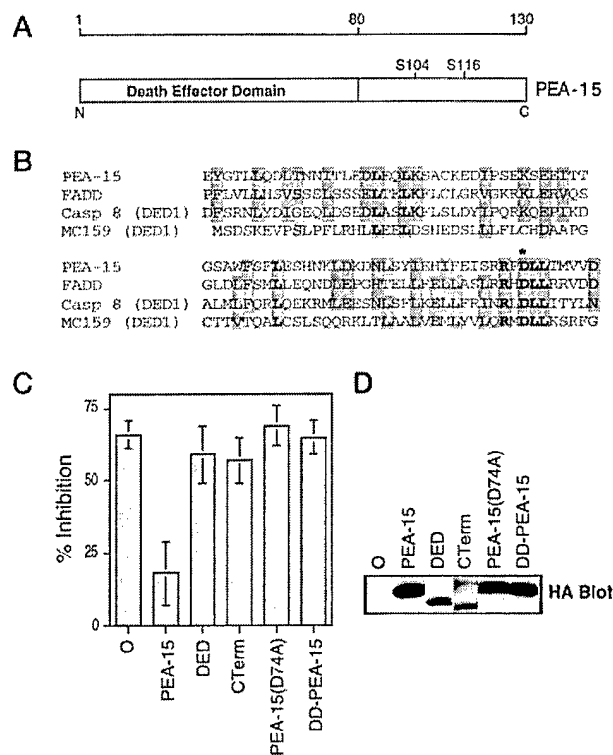 A
1 80 130
S104 S116
Death Effector Domain PEA-15
N C
B
PEA-15 EYGTLLQDLTNNITLEDLEQLKSACKEDIPSEKSEEITT
FADD PFLVLLHSVSSSLSSSELTELKFLCLGRVGKRKLERVQS
Casp 8 (DED1) DFSRNLYDIGEQLDSEDLASLKFLSLDYIPQRKQEPIKD
MC159 (DED1) MSDSKEVPSLPFLRHLLEELDSHEDSLLLFLCHDAAPG
*
PEA-15 GSAWFSFLESHNKLDKDNLSYIEHIFEISRRPDLLTMVVD
FADD GLDLFSMLLEQNDLEPGHTELLRELLASLRRHDLLRRVDD
Casp 8 (DED1) ALMLFQRLQEKRMLEESNLSFLKELLFRINRLDLLITYLN
MC159 (DED1) CTTVTQALCSLSQQRKLTLAALVEMLYVLQRMDLLKSRFG
C
% Inhibition
75
50
25
0
O PEA-15 DED CTerm PEA-15(D74A) DD-PEA-15
D
O PEA-15 DED CTerm PEA-15(D74A) DD-PEA-15
HA Blot